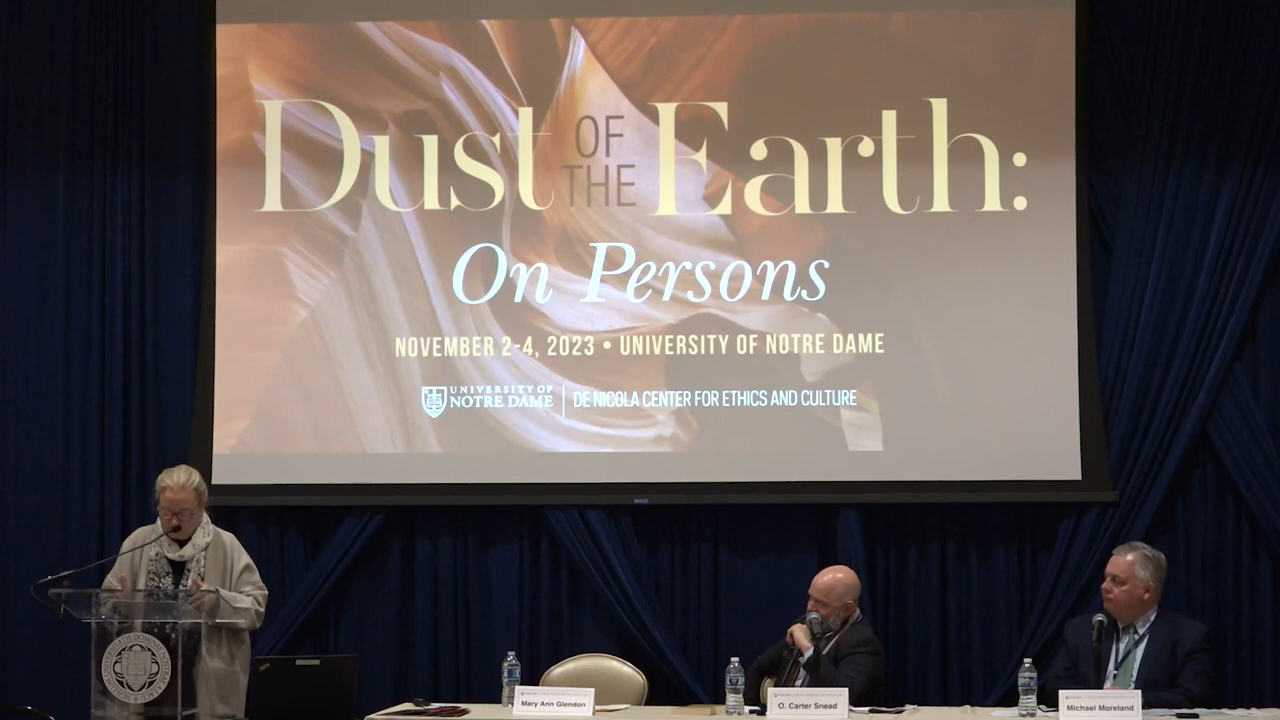 Dust OF THE Earth:
On Persons
NOVEMBER 2-4, 2023 • UNIVERSITY OF NOTRE DAME
UNIVERSITY OF
NOTRE DAME
DE NICOLA CENTER FOR ETHICS AND CULTURE
Mary Ann Glendon
O. Carter Snead
Michael Moreland